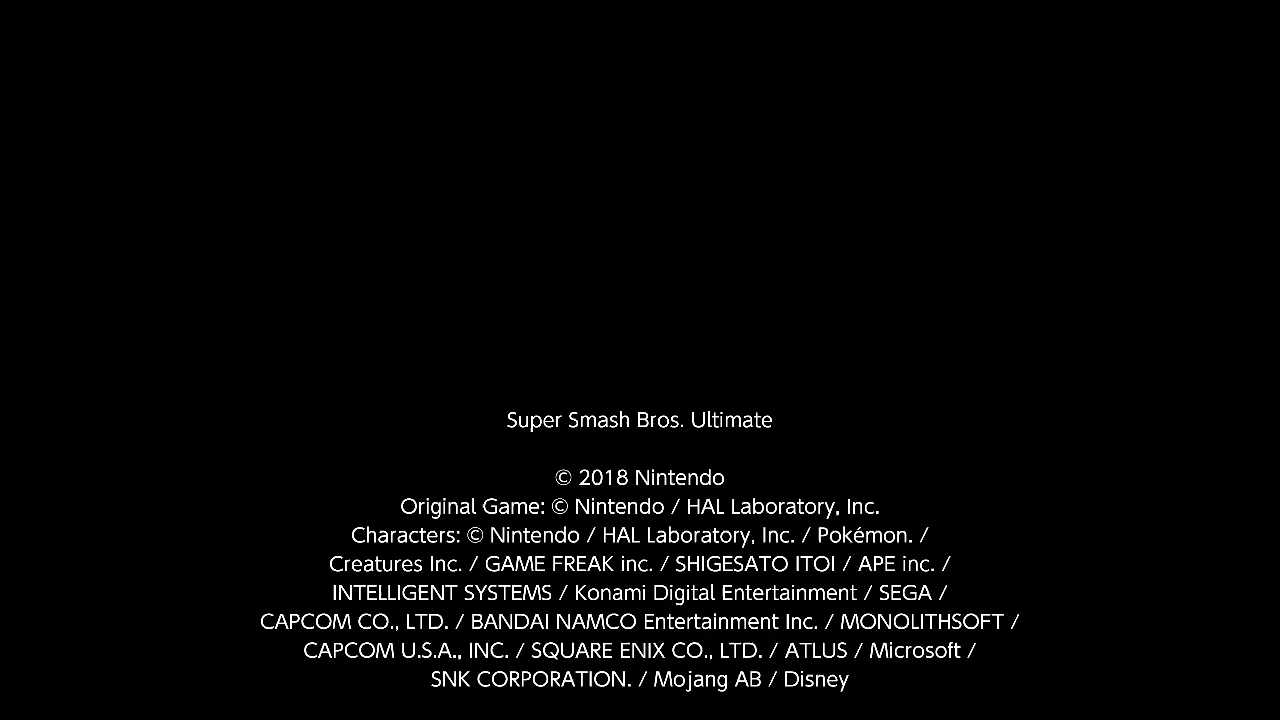 Super Smash Bros. Ultimate
© 2018 Nintendo
Original Game: © Nintendo / HAL Laboratory, Inc.
Characters: © Nintendo / HAL Laboratory, Inc. / Pokémon. /
Creatures Inc. / GAME FREAK inc. / SHIGESATO ITOI / APE inc. /
INTELLIGENT SYSTEMS / Konami Digital Entertainment / SEGA /
CAPCOM CO., LTD. / BANDAI NAMCO Entertainment Inc. / MONOLITHSOFT /
CAPCOM U.S.A., INC. / SQUARE ENIX CO., LTD. / ATLUS / Microsoft /
SNK CORPORATION. / Mojang AB / Disney